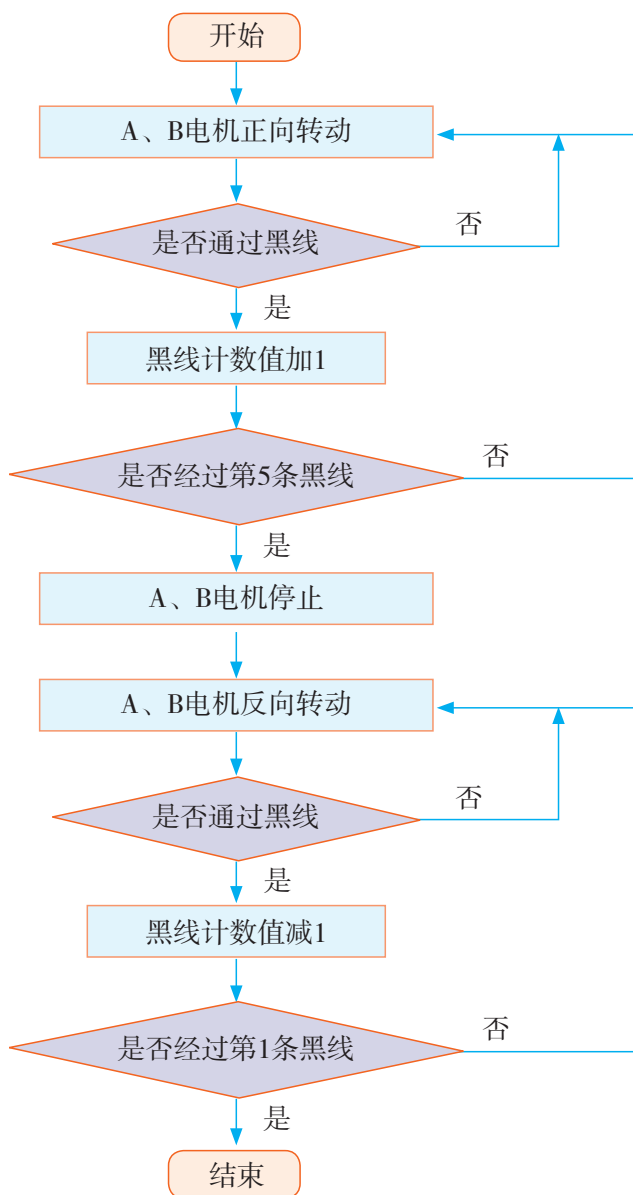 开始
A、B电机正向转动
否
是否通过黑线
是
黑线计数值加1
否
是否经过第5条黑线
是
A、B电机停止
A、B电机反向转动
否
是否通过黑线
是
黑线计数值减1
否
是否经过第1条黑线
是
结束